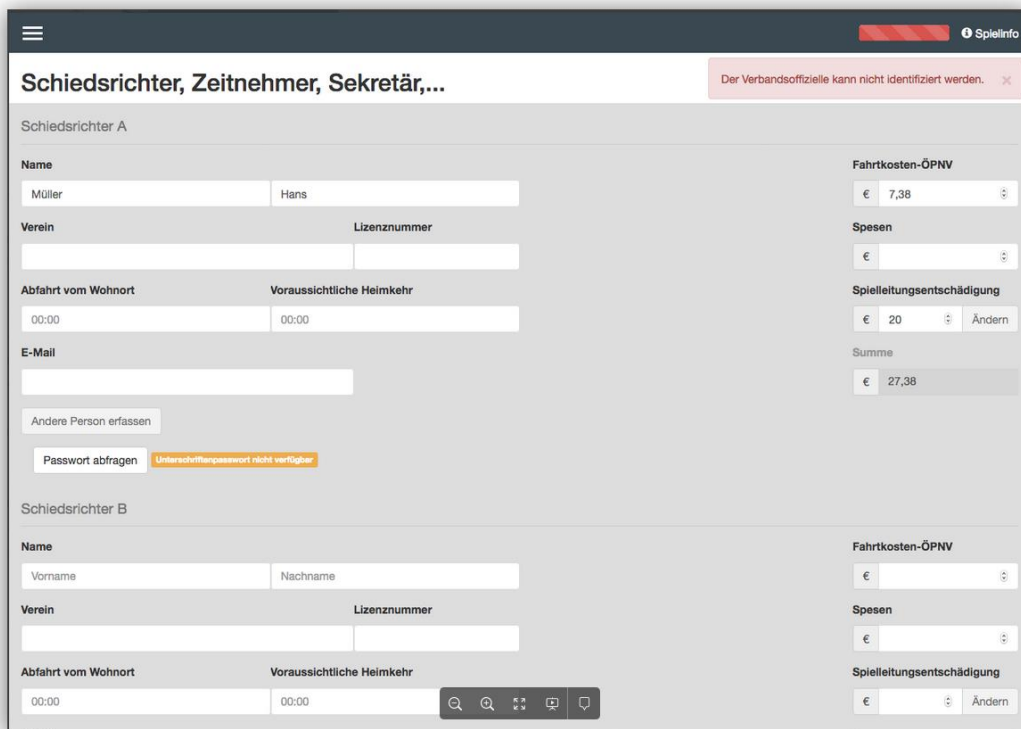 Spielinfo
Schiedsrichter, Zeitnehmer, Sekretär,...
Der Verbandsoffizielle kann nicht identifiziert werden. ×
Schiedsrichter A
Name Fahrtkosten-ÖPNV
Müller Hans € 7,38
Verein Lizenznummer Spesen
€
Abfahrt vom Wohnort Voraussichtliche Heimkehr Spielleitungsentschädigung
00:00 00:00 € 20 Ändern
E-Mail Summe
€ 27,38
Andere Person erfassen
Passwort abfragen Unterschriftenpasswort nicht verfügbar
Schiedsrichter B
Name Fahrtkosten-ÖPNV
Vorname Nachname €
Verein Lizenznummer Spesen
€
Abfahrt vom Wohnort Voraussichtliche Heimkehr Spielleitungsentschädigung
00:00 00:00 € Ändern